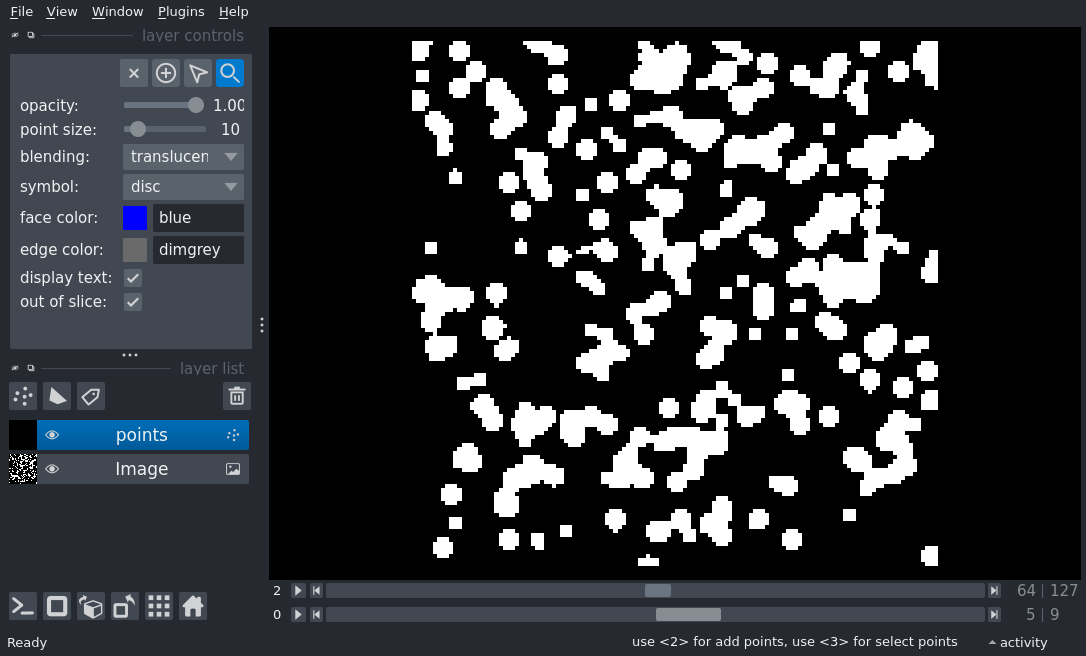 File View Window Plugins Help
layer controls
opacity: 1.00
point size: 10
blending: translucen
symbol: disc
face color: blue
edge color: dimgrey
display text:
out of slice:
layer list
points
Image
2 64 127
0 5 9
Ready use <2> for add points, use <3> for select points activity